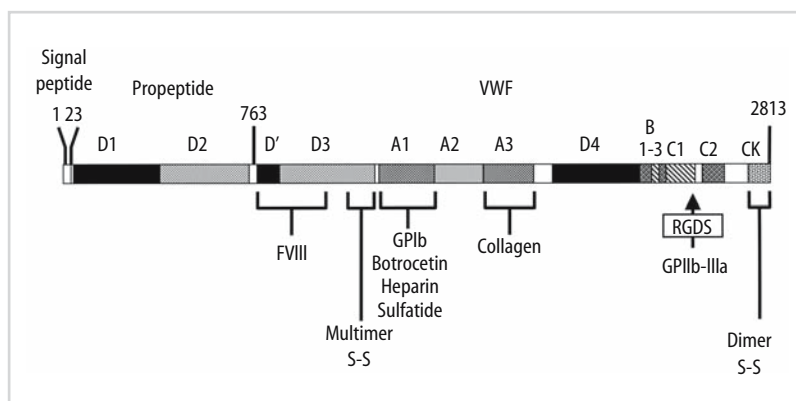 Signal
peptide
Propeptide
VWF
1 23
763
2813
D1
D2
D'
D3
A1
A2
A3
D4
B
1-3
C1
C2
CK
FVIII
Multimer
S-S
GPIb
Botrocetin
Heparin
Sulfatide
Collagen
RGDS
GPIIb-IIIa
Dimer
S-S